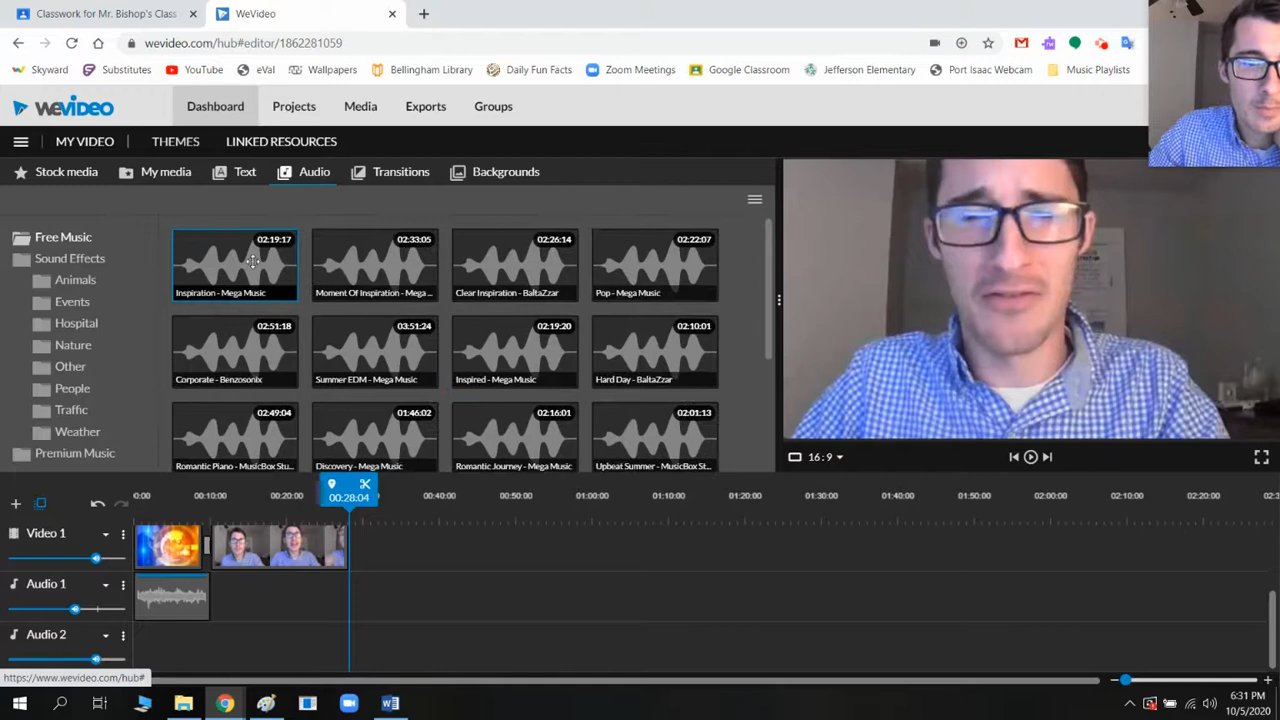 Classwork for Mr. Bishop's Class
WeVideo
wevideo.com/hub#editor/1862281059
Skyward
Substitutes
YouTube
eVal
Wallpapers
Bellingham Library
Daily Fun Facts
Zoom Meetings
Google Classroom
Jefferson Elementary
Port Isaac Webcam
Music Playlists
wevideo
Dashboard
Projects
Media
Exports
Groups
MY VIDEO
THEMES
LINKED RESOURCES
Stock media
My media
Text
Audio
Transitions
Backgrounds
Free Music
Sound Effects
Animals
Events
Hospital
Nature
Other
People
Traffic
Weather
Premium Music
02:19:17
Inspiration - Mega Music
02:33:05
Moment Of Inspiration - Mega ...
02:26:14
Clear Inspiration - BaltaZzar
02:22:07
Pop - Mega Music
02:51:18
Corporate - Benzosonix
03:51:24
Summer EDM - Mega Music
02:19:20
Inspired - Mega Music
02:10:01
Hard Day - BaltaZzar
02:49:04
Romantic Piano - MusicBox Stu...
01:46:02
Discovery - Mega Music
02:16:01
Romantic Journey - Mega Music
02:01:13
Upbeat Summer - MusicBox St...
16:9
0:00
00:10:00
00:20:00
00:28:04
00:40:00
00:50:00
01:00:00
01:10:00
01:20:00
01:30:00
01:40:00
01:50:00
02:00:00
02:10:00
02:20:00
Video 1
Audio 1
Audio 2
https://www.wevideo.com/hub#
6:31 PM
10/5/2020